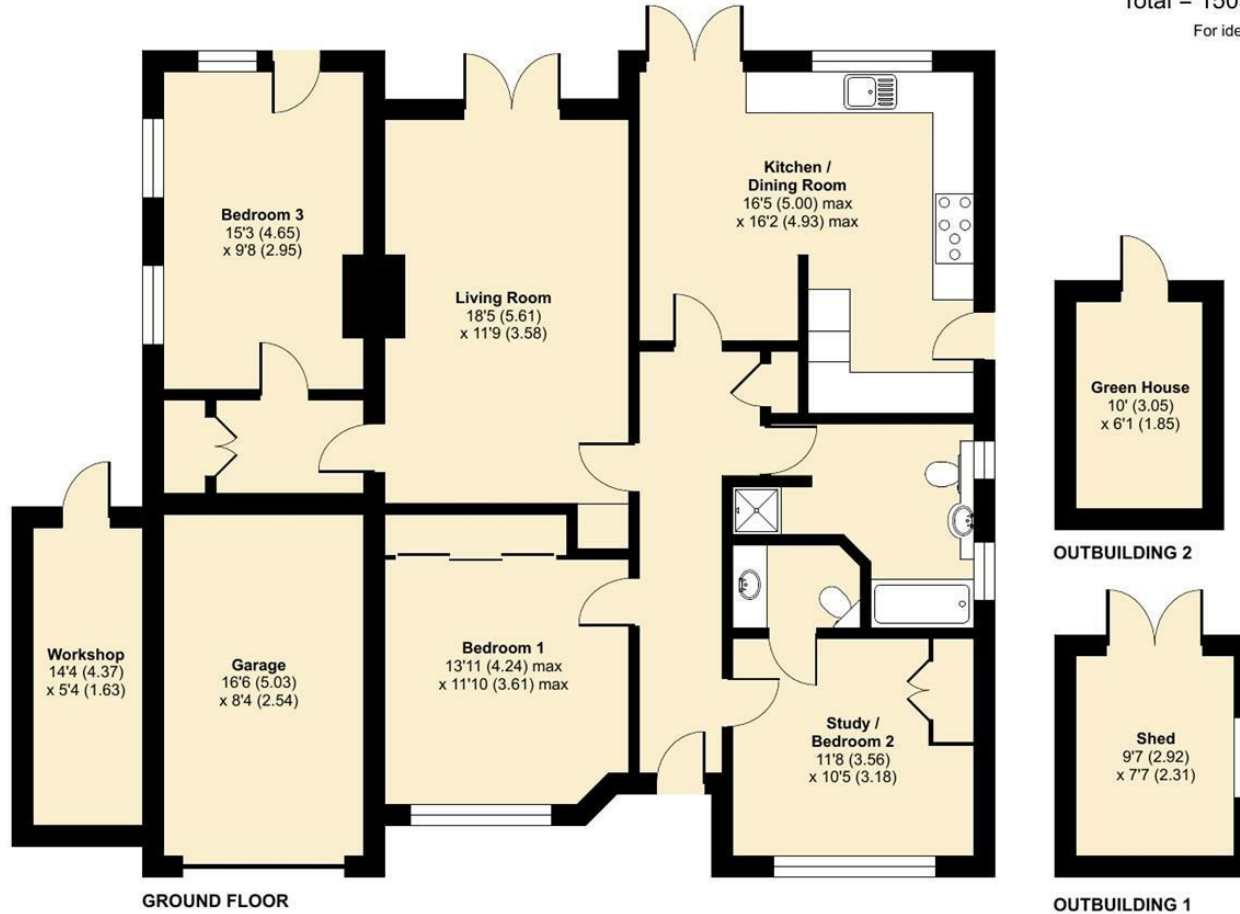 Total = 150
For ide
Kitchen /
Dining Room
16'5 (5.00) max
x 16'2 (4.93) max
Bedroom 3
15'3 (4.65)
x 9'8 (2.95)
Living Room
18'5 (5.61)
x 11'9 (3.58)
Green House
10' (3.05)
x 6'1 (1.85)
OUTBUILDING 2
Workshop
14'4 (4.37)
x 5'4 (1.63)
Garage
16'6 (5.03)
x 8'4 (2.54)
Bedroom 1
13'11 (4.24) max
x 11'10 (3.61) max
Study /
Bedroom 2
11'8 (3.56)
x 10'5 (3.18)
Shed
9'7 (2.92)
x 7'7 (2.31)
GROUND FLOOR
OUTBUILDING 1